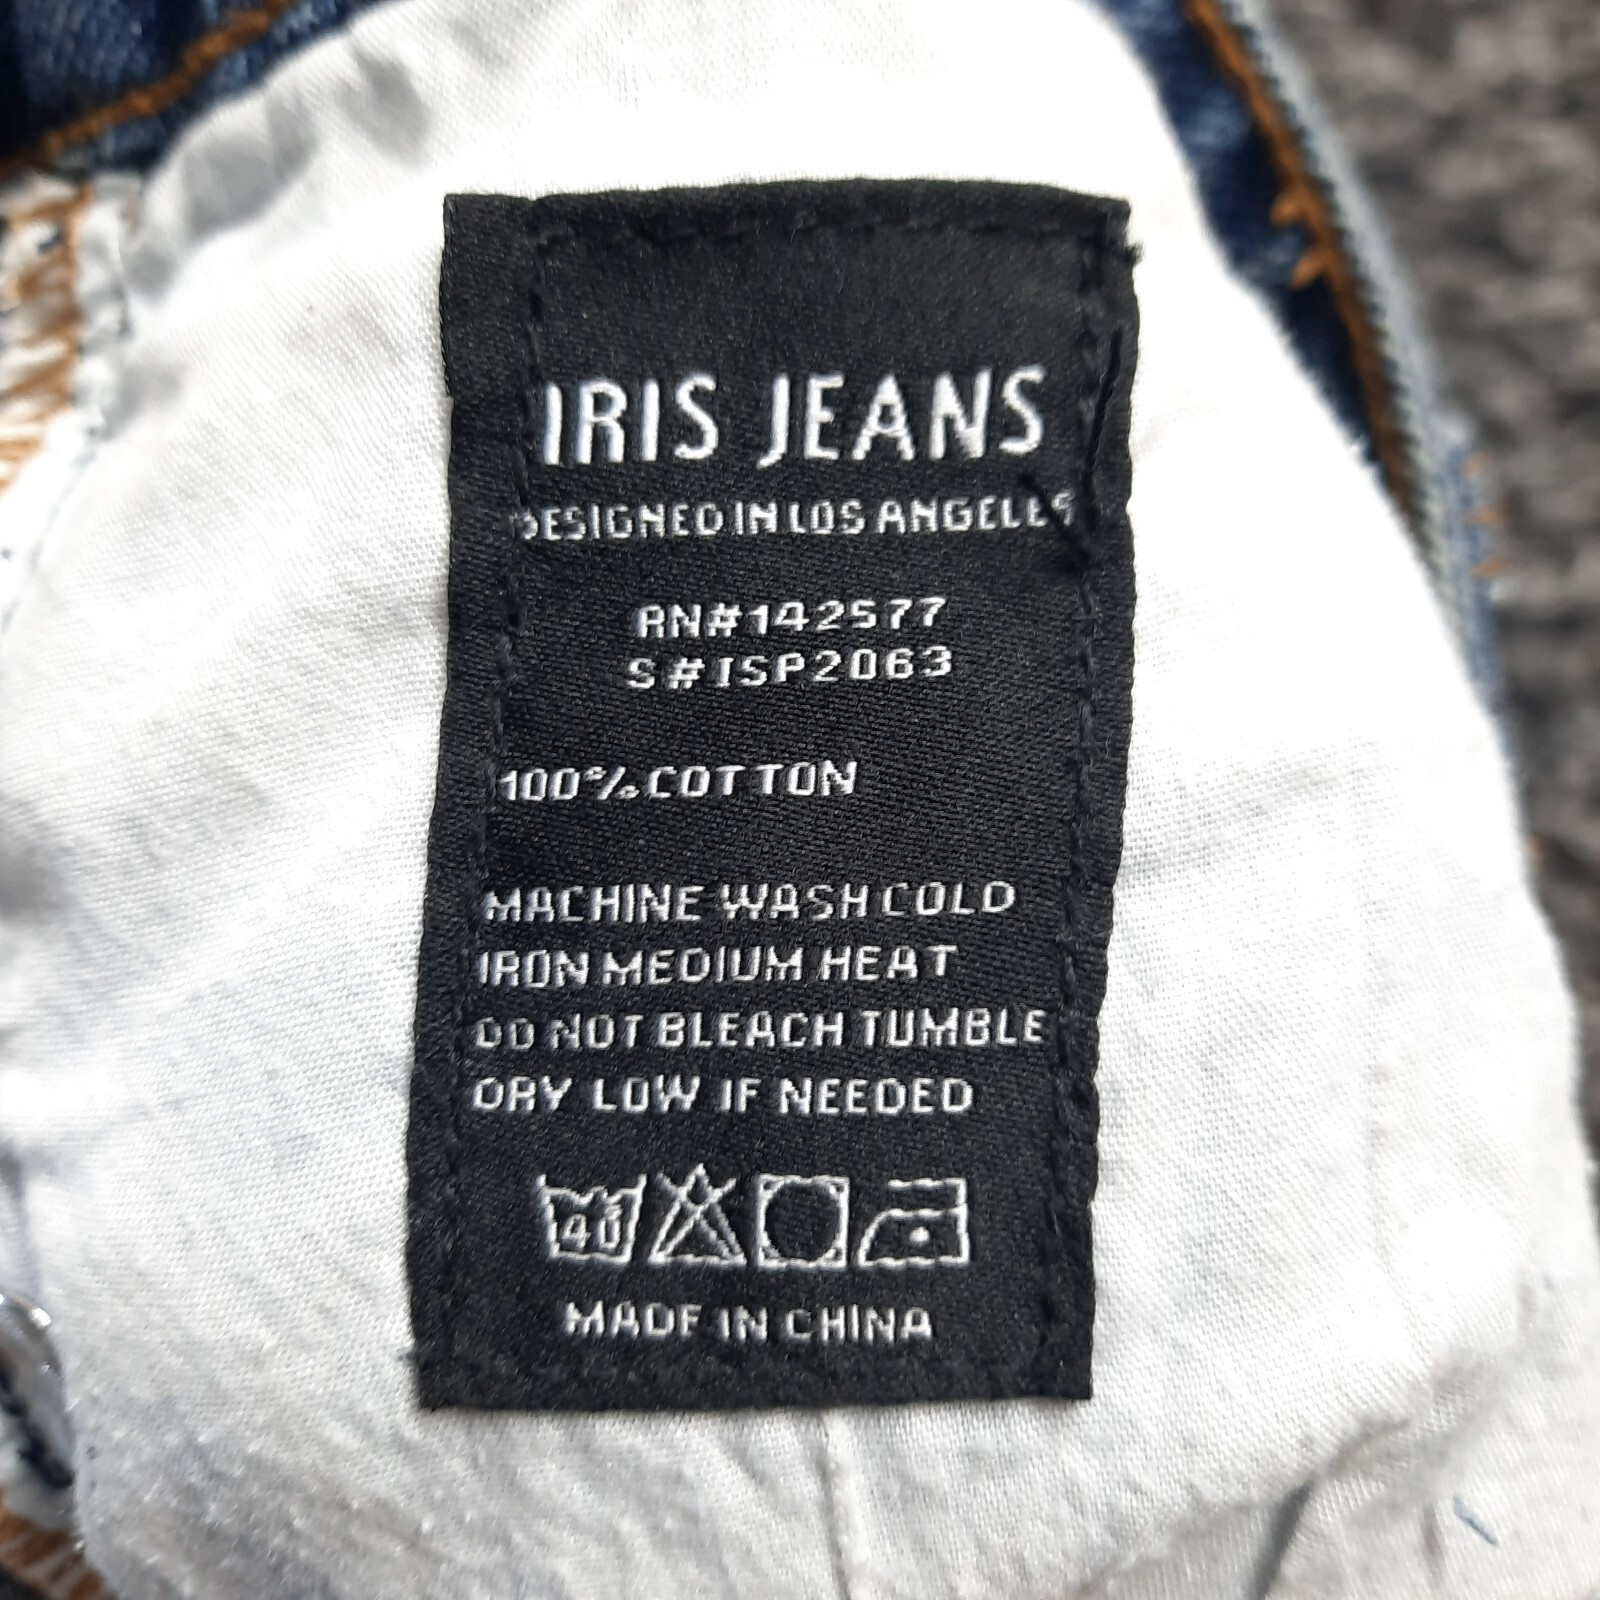 IRIS JEANS
DESIGNED IN LOS ANGELES
RN#142577
S#ISP2063
100% COTTON
MACHINE WASH COLD
IRON MEDIUM HEAT
DO NOT BLEACH TUMBLE
DRY LOW IF NEEDED
40
MADE IN CHINA